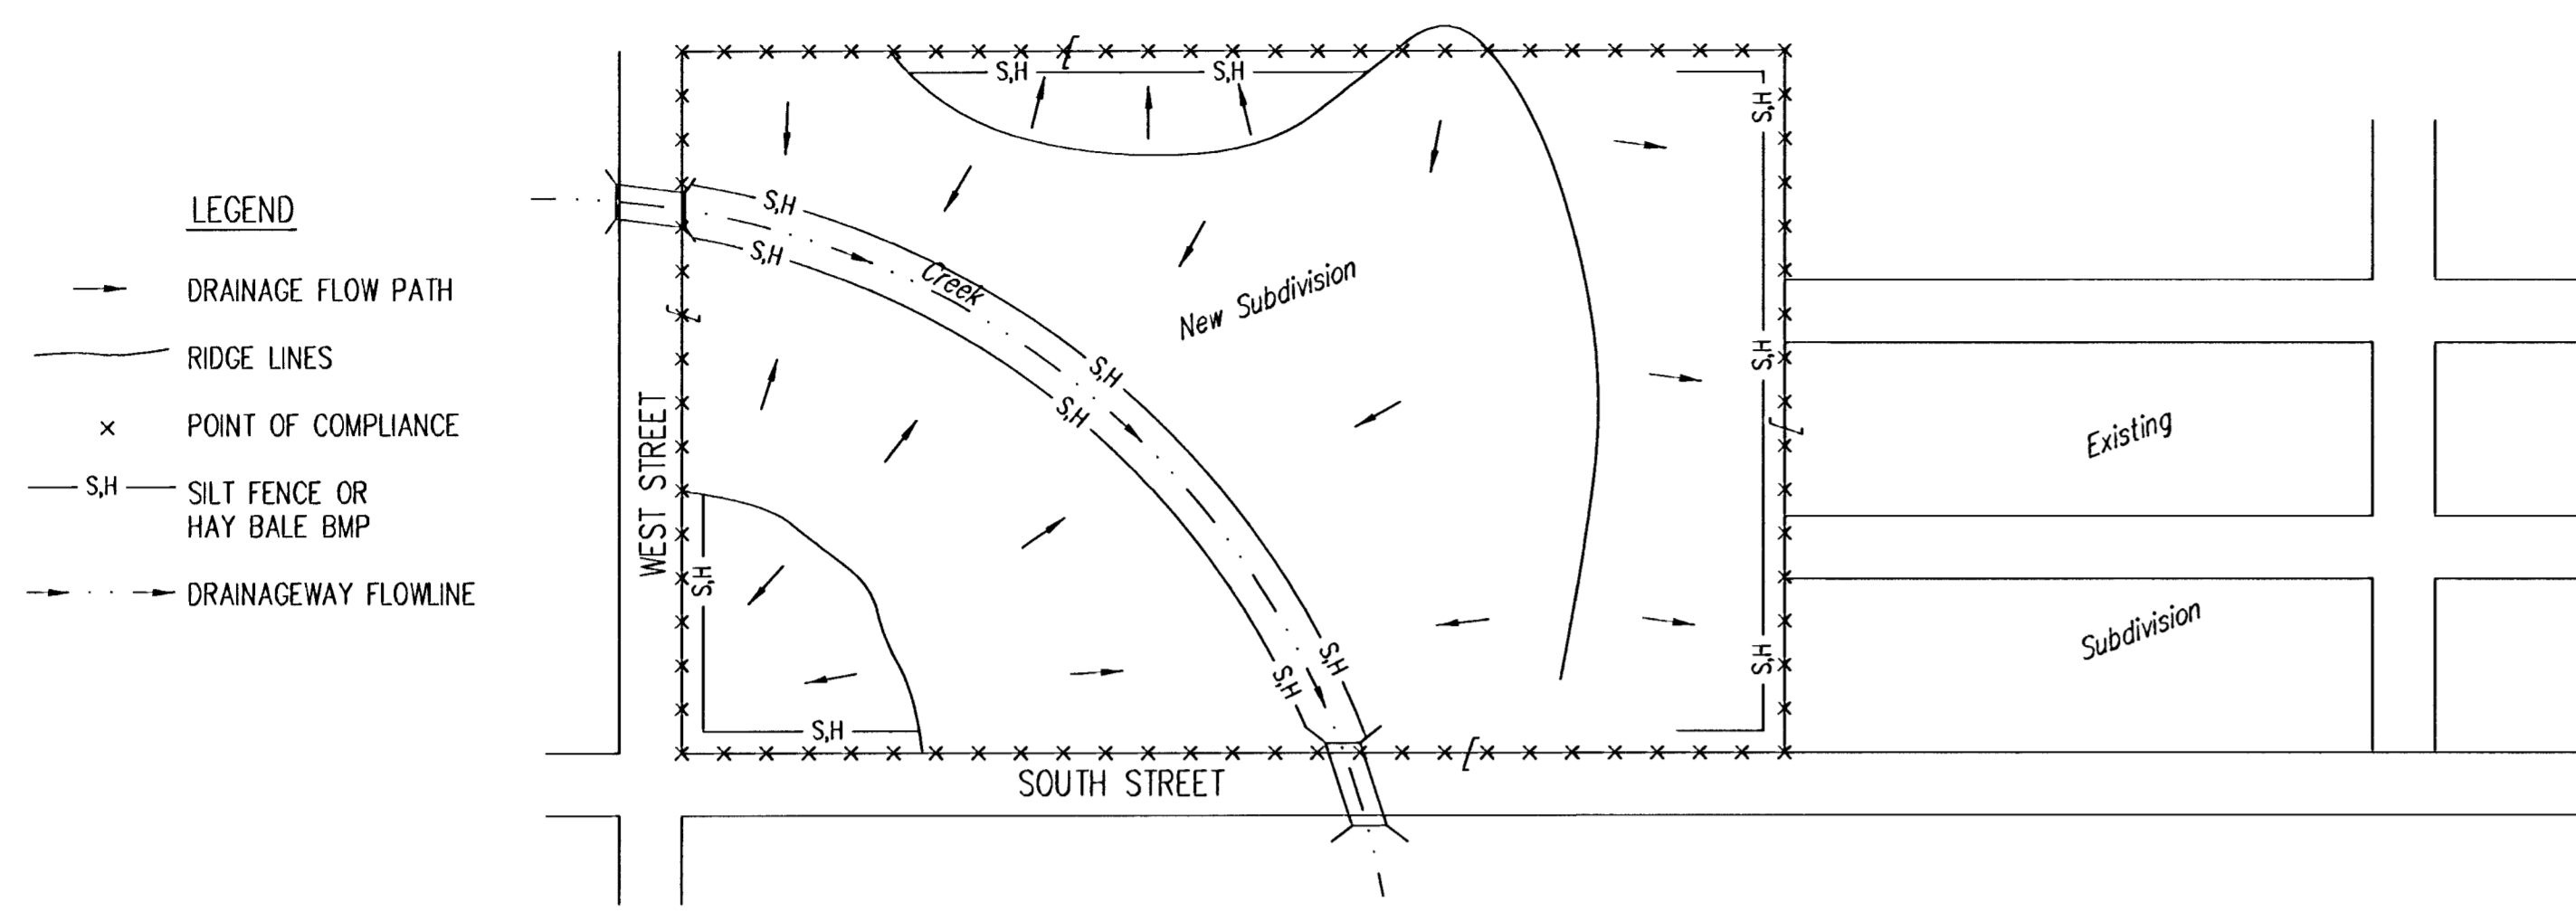 LEGEND
DRAINAGE FLOW PATH
RIDGE LINES
× POINT OF COMPLIANCE
S,H SILT FENCE OR
HAY BALE BMP
DRAINAGEWAY FLOWLINE
S,H
S,H
S,H
S,H
S,H
Creek
New Subdivision
S,H
S,H
S,H
WEST STREET
S,H
S,H
S,H
S,H
S,H
S,H
SOUTH STREET
Existing
Subdivision